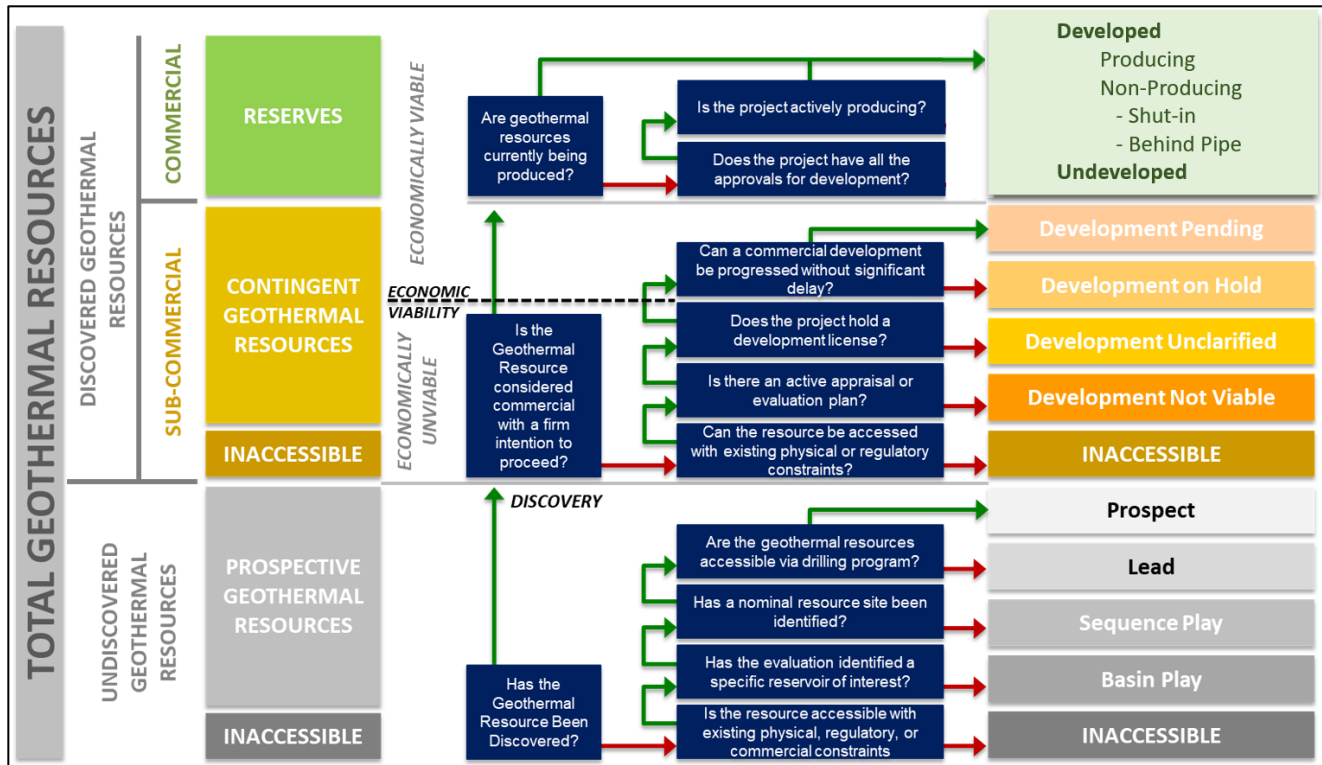 TOTAL GEOTHERMAL RESOURCES
DISCOVERED GEOTHERMAL
RESOURCES
COMMERCIAL
SUB-COMMERCIAL
UNDISCOVERED
GEOTHERMAL
RESOURCES
RESERVES
CONTINGENT
GEOTHERMAL
RESOURCES
INACCESSIBLE
PROSPECTIVE
GEOTHERMAL
RESOURCES
INACCESSIBLE
ECONOMICALLY VIABLE
ECONOMIC
VIABILITY
ECONOMICALLY
UNVIABLE
DISCOVERY
Are geothermal
resources
currently being
produced?
Is the project actively producing?
Does the project have all the
approvals for development?
Is the
Geothermal
Resource
considered
commercial
with a firm
intention to
proceed?
Can a commercial development
be progressed without significant
delay?
Does the project hold a
development license?
Is there an active appraisal or
evaluation plan?
Can the resource be accessed
with existing physical or regulatory
constraints?
Has the
Geothermal
Resource Been
Discovered?
Are the geothermal resources
accessible via drilling program?
Has a nominal resource site been
identified?
Has the evaluation identified a
specific reservoir of interest?
Is the resource accessible with
existing physical, regulatory, or
commercial constraints
Developed
Producing
Non-Producing
- Shut-in
- Behind Pipe
Undeveloped
Development Pending
Development on Hold
Development Unclarified
Development Not Viable
INACCESSIBLE
Prospect
Lead
Sequence Play
Basin Play
INACCESSIBLE